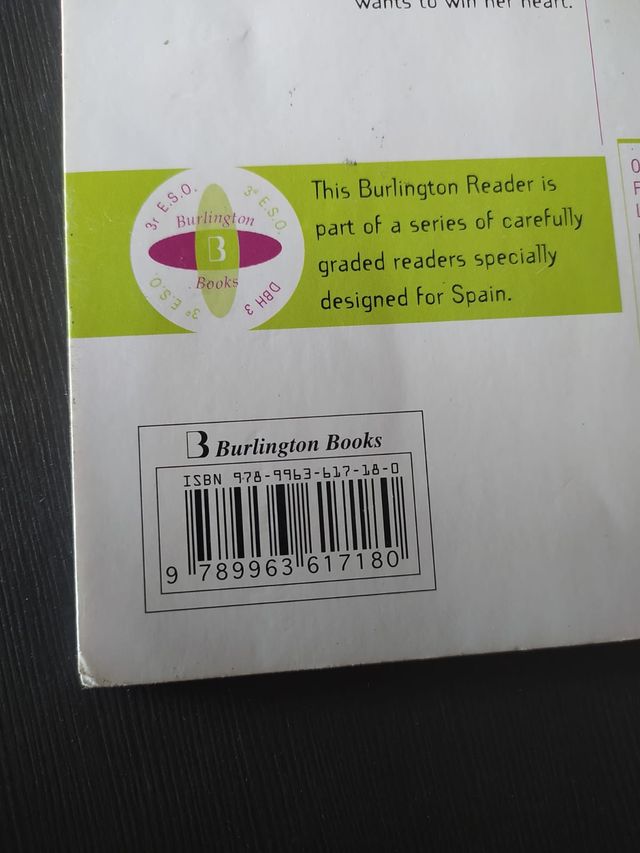 wants to win her heart.
3r E.S.O.
3º E.S.O.
Burlington
B
Books
3º E.S.O.
DBH 3
This Burlington Reader is
part of a series of carefully
graded readers specially
designed for Spain.
B Burlington Books
ISBN 978-9963-617-18-0
9 789963 617180